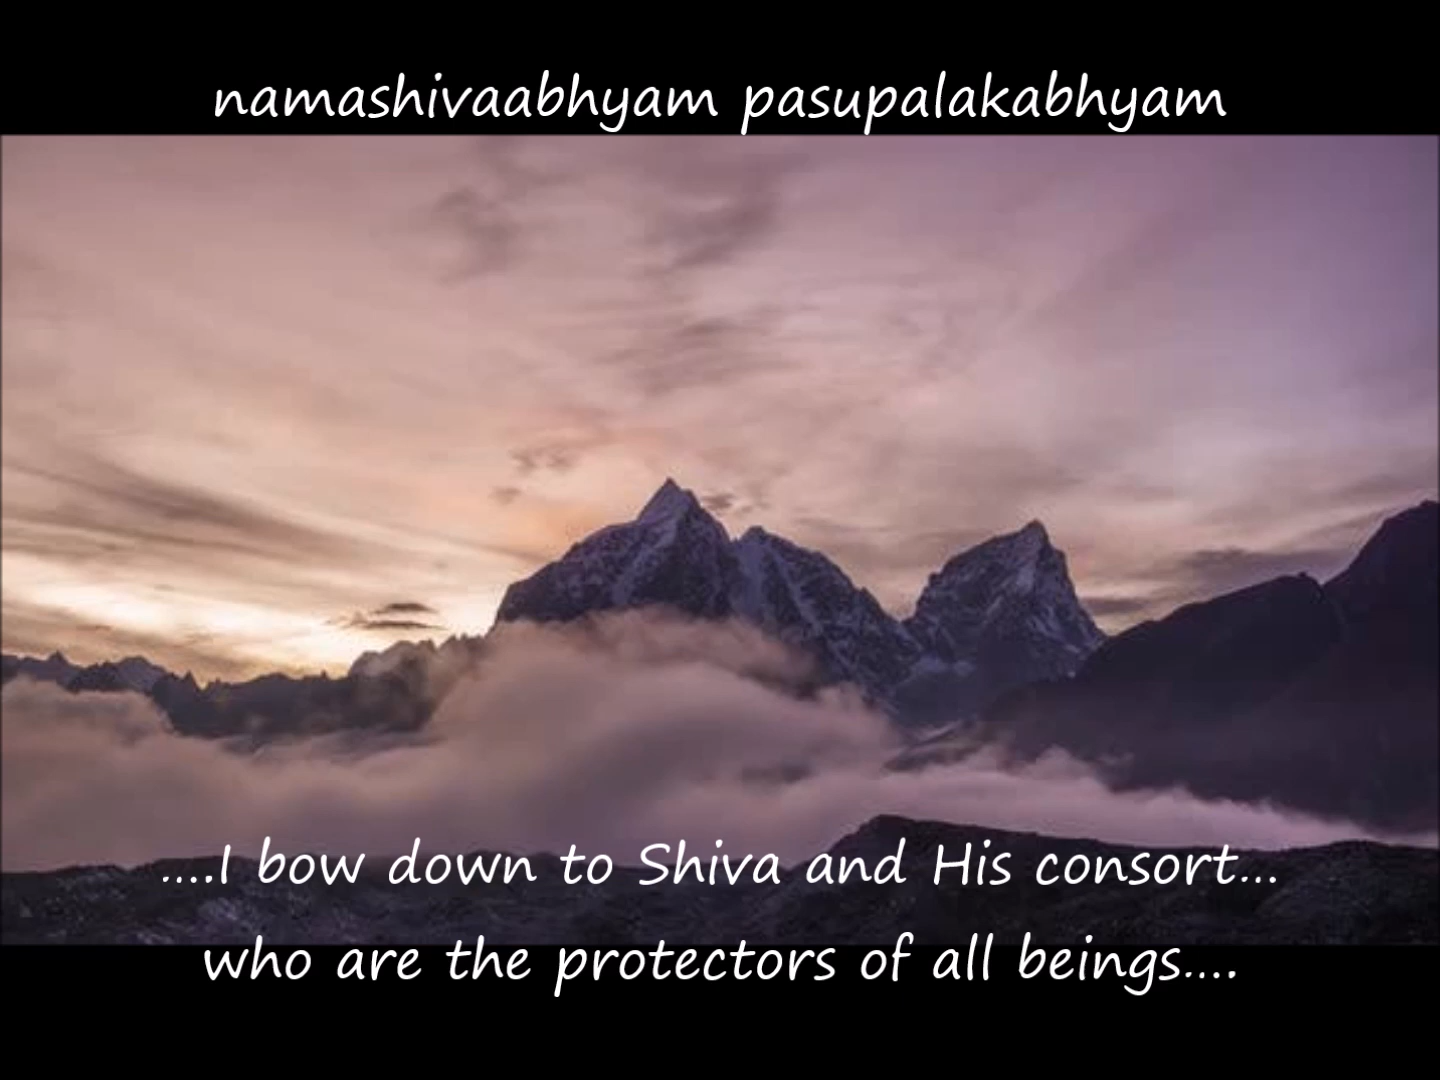 namashivaabhyam pasupalakabhyam
....I bow down to Shiva and His consort...
who are the protectors of all beings....